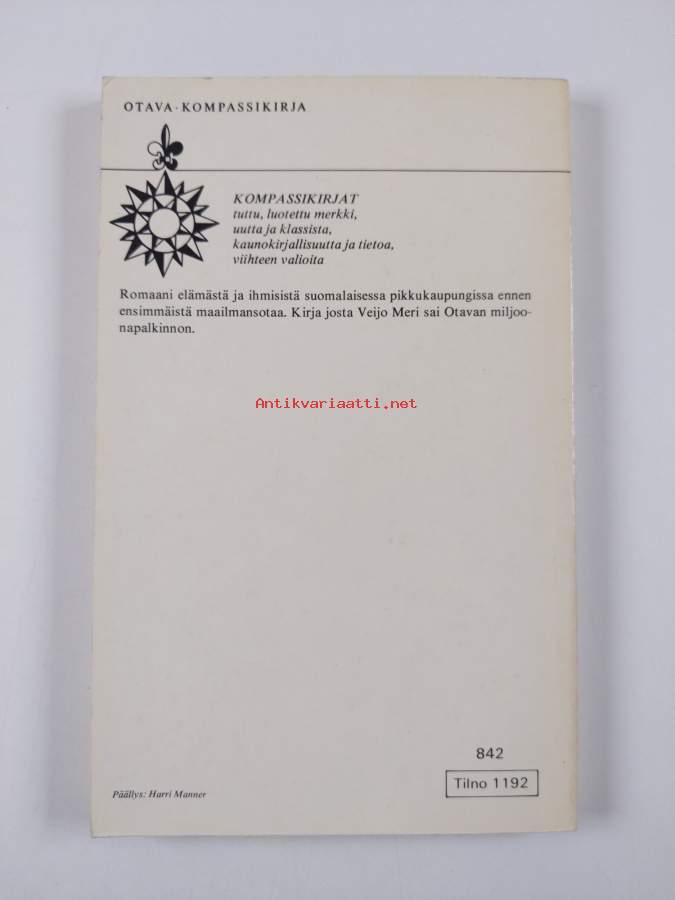 OTAVA · KOMPASSIKIRJA
KOMPASSIKIRJAT
tuttu, luotettu merkki,
uutta ja klassista,
kaunokirjallisuutta ja tietoa,
viihteen valioita
Romaani elämästä ja ihmisistä suomalaisessa pikkukaupungissa ennen
ensimmäistä maailmansotaa. Kirja josta Veijo Meri sai Otavan miljoo-
napalkinnon.
Antikvariaatti.net
842
Tilno 1192
Päällys: Harri Manner